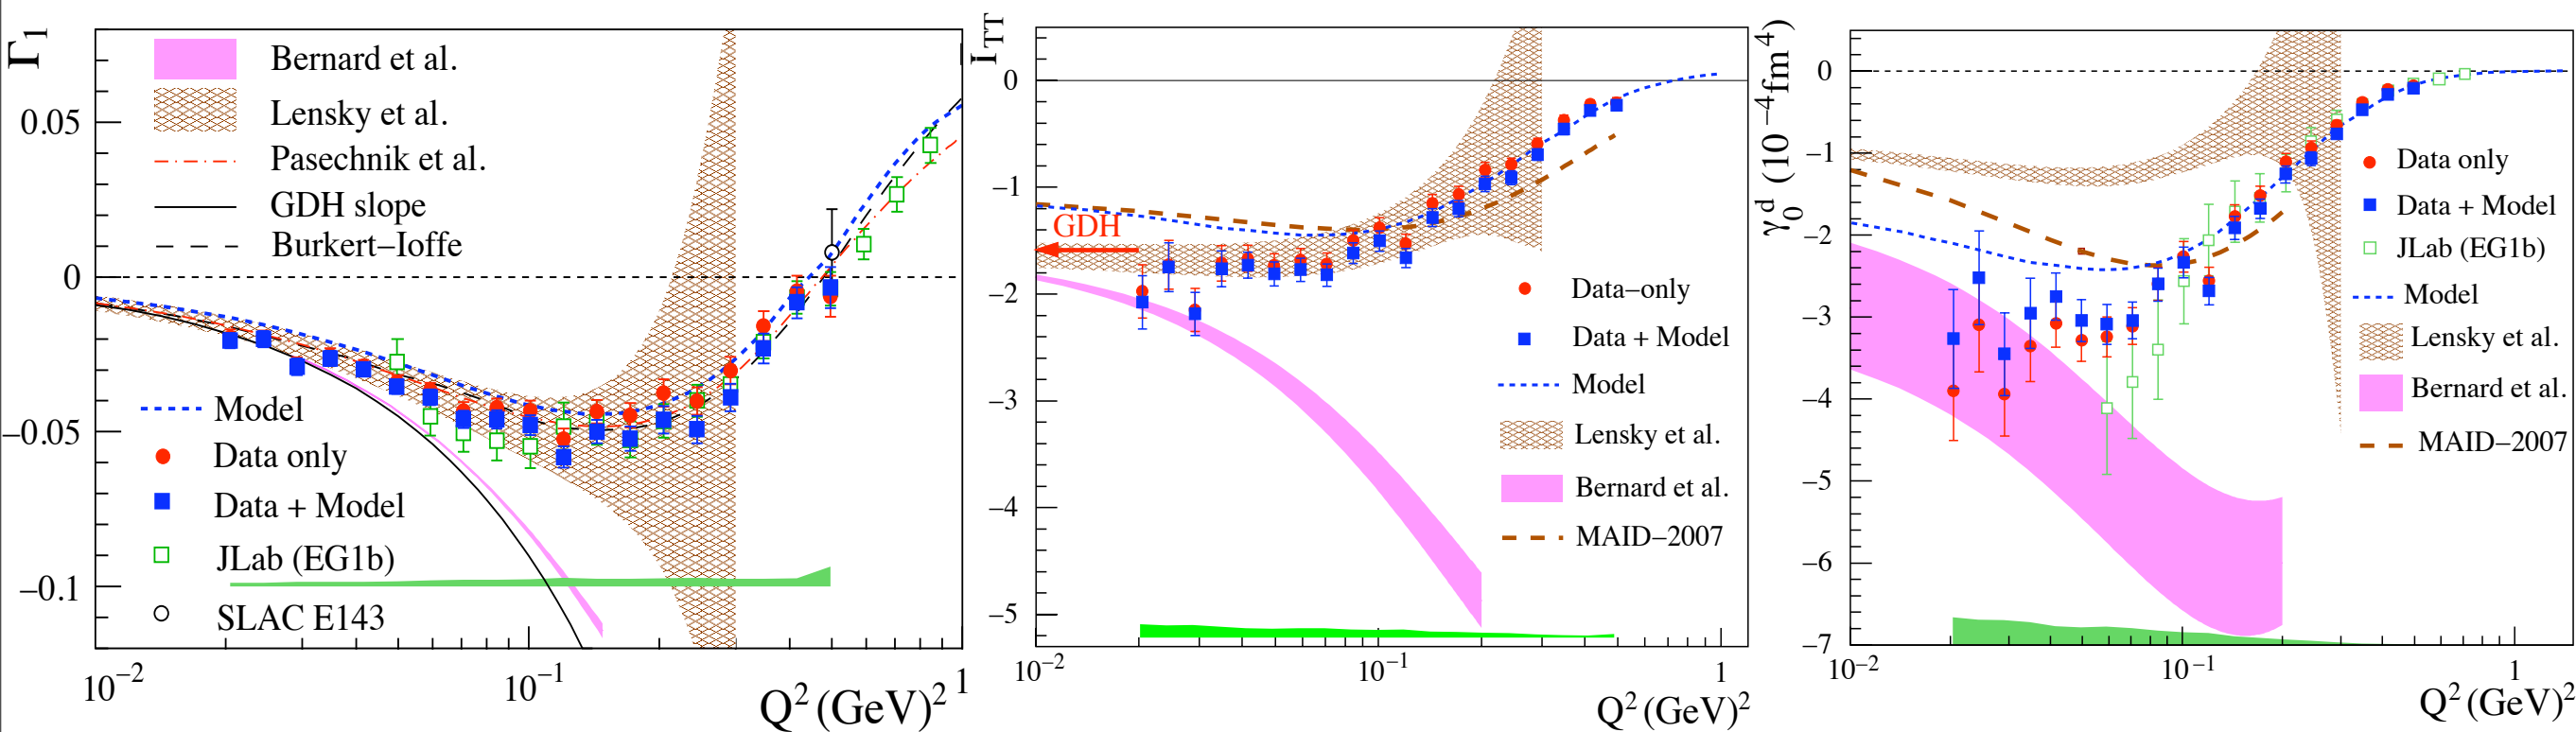 Γ1
0.05
0
−0.05
−0.1
Bernard et al.
Lensky et al.
Pasechnik et al.
GDH slope
Burkert−Ioffe
Model
Data only
Data + Model
JLab (EG1b)
SLAC E143
10−2
10−1
1
Q2 (GeV)2
ITT
0
−1
−2
−3
−4
−5
GDH
Data−only
Data + Model
Model
Lensky et al.
Bernard et al.
MAID−2007
10−2
10−1
1
Q2 (GeV)2
γ0d (10−4fm4)
0
−1
−2
−3
−4
−5
−6
−7
Data only
Data + Model
JLab (EG1b)
Model
Lensky et al.
Bernard et al.
MAID−2007
10−2
10−1
1
Q2 (GeV)2